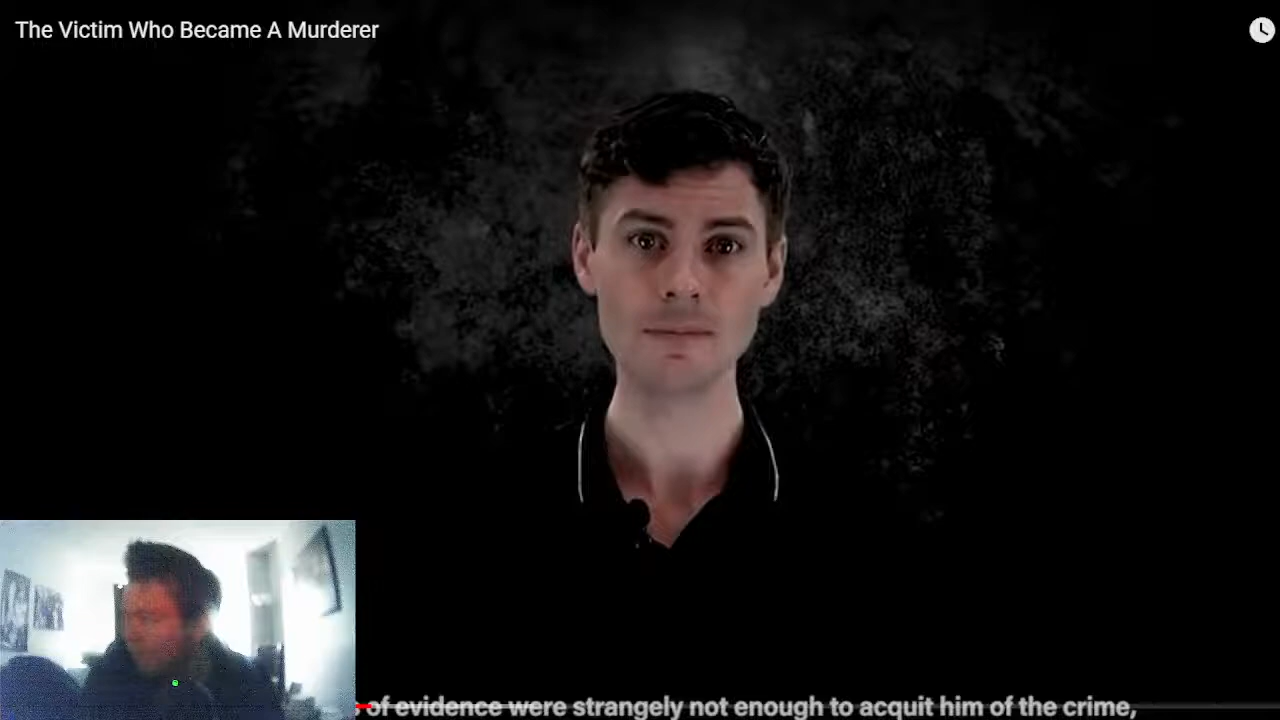 The Victim Who Became A Murderer
of evidence were strangely not enough to acquit him of the crime,